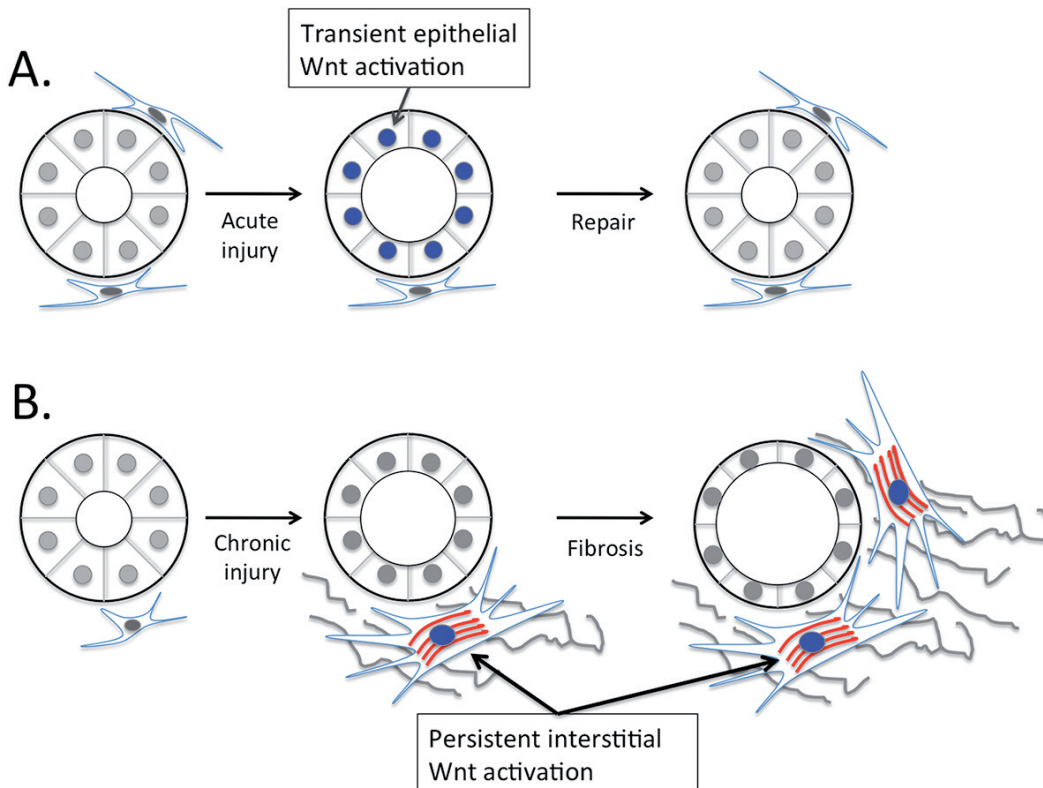 Transient epithelial
Wnt activation
A.
Acute
injury
Repair
B.
Chronic
injury
Fibrosis
Persistent interstitial
Wnt activation